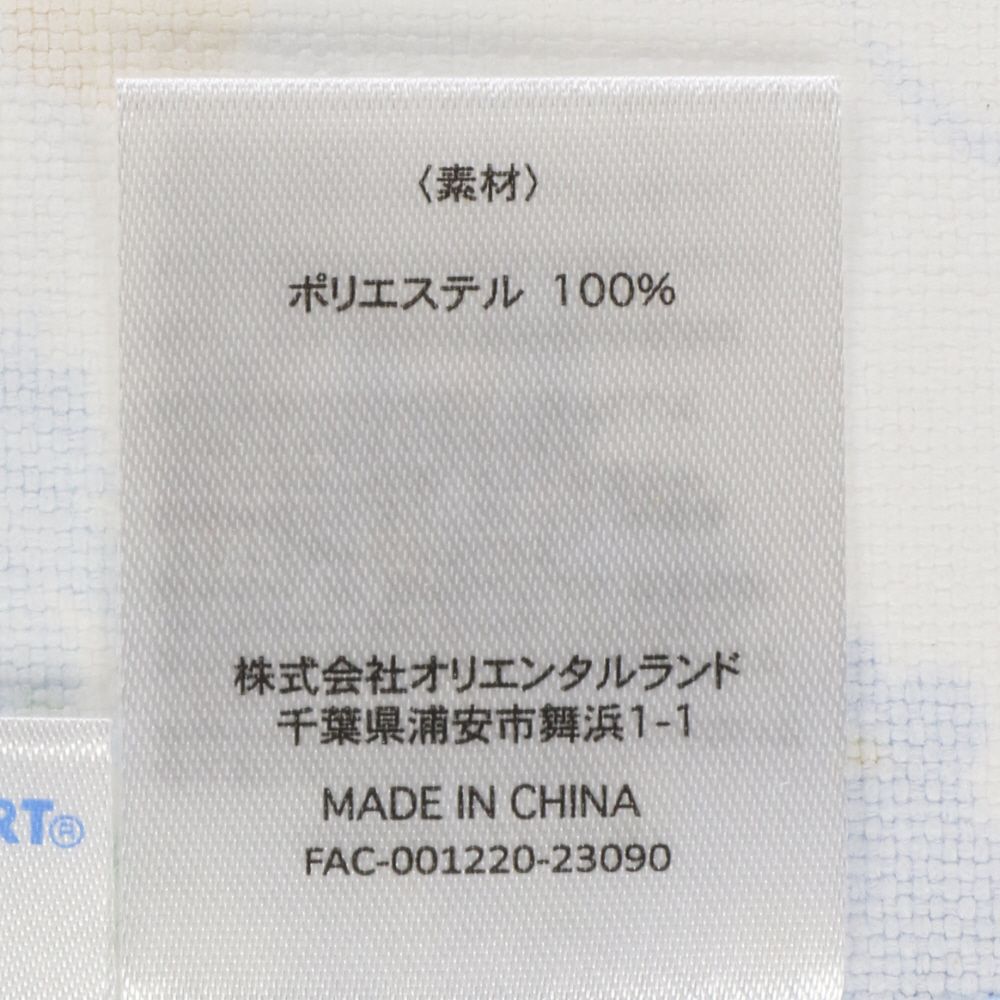 〈素材〉
ポリエステル 100%
株式会社オリエンタルランド
千葉県浦安市舞浜1-1
RT®
MADE IN CHINA
FAC-001220-23090